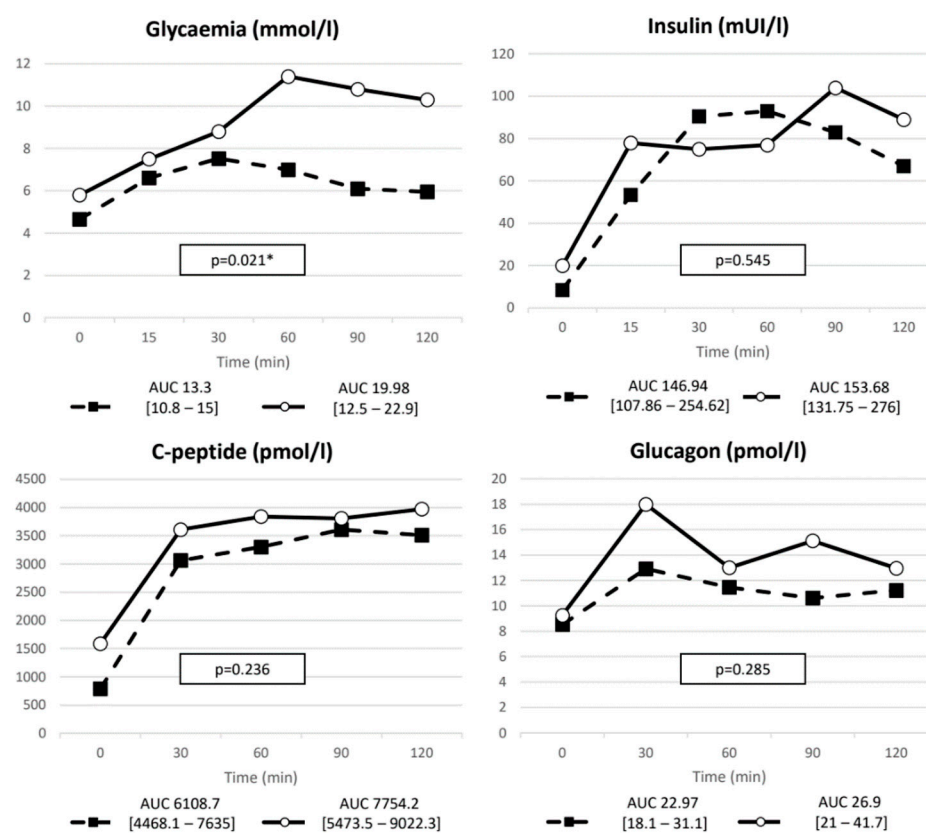 Glycaemia (mmol/l)
12
10
8
6
4
2
0
p=0.021*
0 15 30 60 90 120
Time (min)
AUC 13.3
[10.8 – 15]
AUC 19.98
[12.5 – 22.9]
Insulin (mUI/l)
120
100
80
60
40
20
0
p=0.545
0 15 30 60 90 120
Time (min)
AUC 146.94
[107.86 – 254.62]
AUC 153.68
[131.75 – 276]
C-peptide (pmol/l)
4500
4000
3500
3000
2500
2000
1500
1000
500
0
p=0.236
0 30 60 90 120
Time (min)
AUC 6108.7
[4468.1 – 7635]
AUC 7754.2
[5473.5 – 9022.3]
Glucagon (pmol/l)
20
18
16
14
12
10
8
6
4
2
0
p=0.285
0 30 60 90 120
Time (min)
AUC 22.97
[18.1 – 31.1]
AUC 26.9
[21 – 41.7]